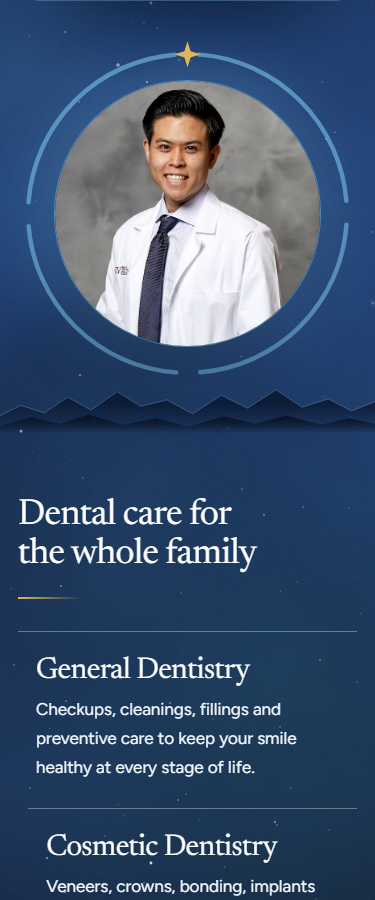 Dental care for
the whole family
General Dentistry
Checkups, cleanings, fillings and
preventive care to keep your smile
healthy at every stage of life.
Cosmetic Dentistry
Veneers, crowns, bonding, implants